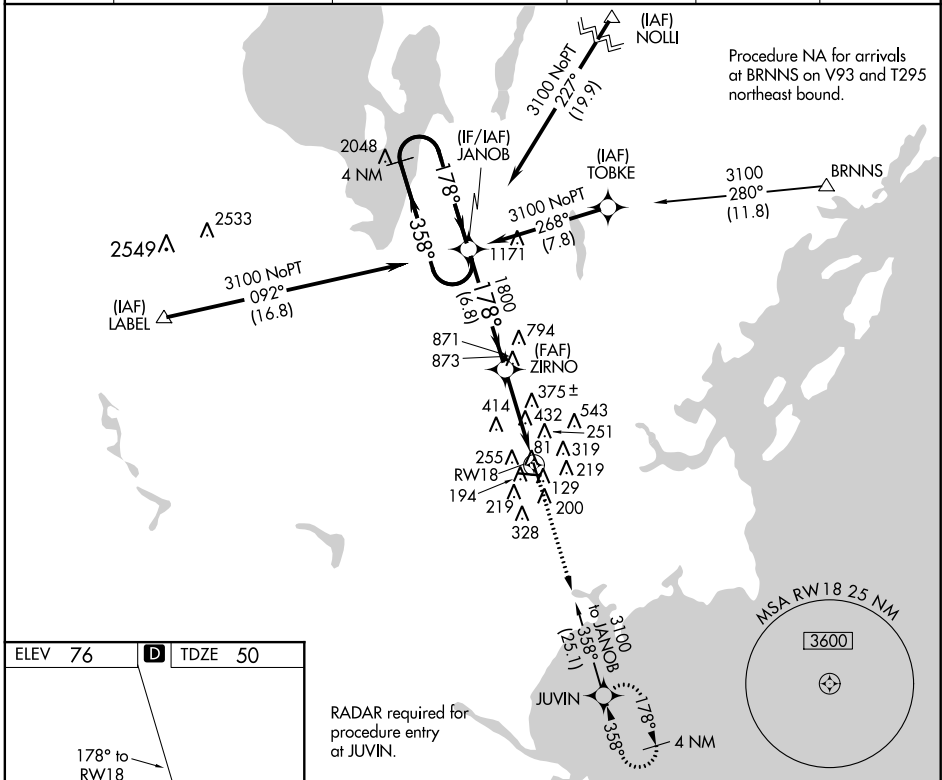 (IAF)
NOLLI
3100 NoPT
227°
(19.9)
Procedure NA for arrivals
at BRNNS on V93 and T295
northeast bound.
2048
4 NM
(IF/IAF)
JANOB
178°
358°
(IAF)
TOBKE
BRNNS
3100
280°
(11.8)
3100 NoPT
268°
(7.8)
1171
2533
2549
3100 NoPT
092°
(16.8)
(IAF)
LABEL
1800
178°
(6.8)
794
871
873
(FAF)
ZIRNO
375±
414
432
543
251
81
319
255
RW18
219
194
129
219
200
328
3100
to JANOB
358°
(25.1)
MSA RW18 25 NM
3600
JUVIN
178°
358°
4 NM
ELEV 76
D
TDZE 50
178° to
RW18
RADAR required for
procedure entry
at JUVIN.